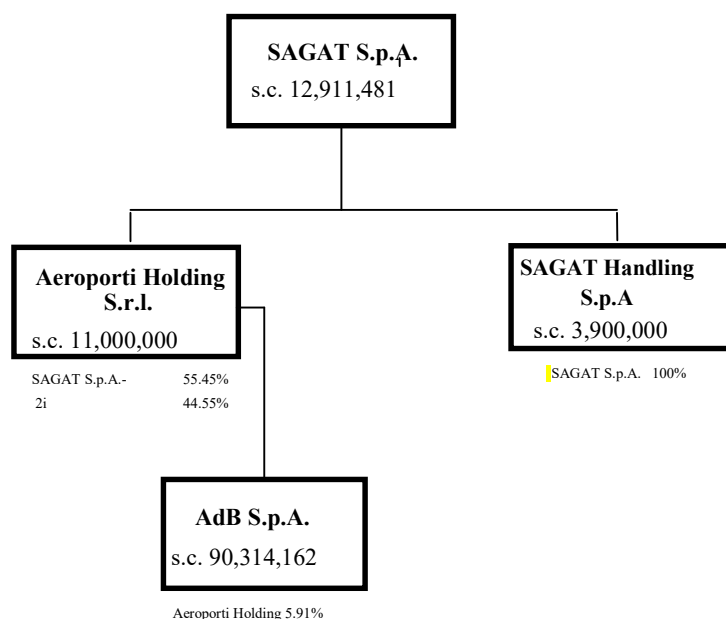 SAGAT S.p.A.
s.c. 12,911,481
Aeroporti Holding
S.r.l.
s.c. 11,000,000
SAGAT S.p.A.- 55.45%
2i 44.55%
SAGAT Handling
S.p.A
s.c. 3,900,000
SAGAT S.p.A. 100%
AdB S.p.A.
s.c. 90,314,162
Aeroporti Holding 5.91%